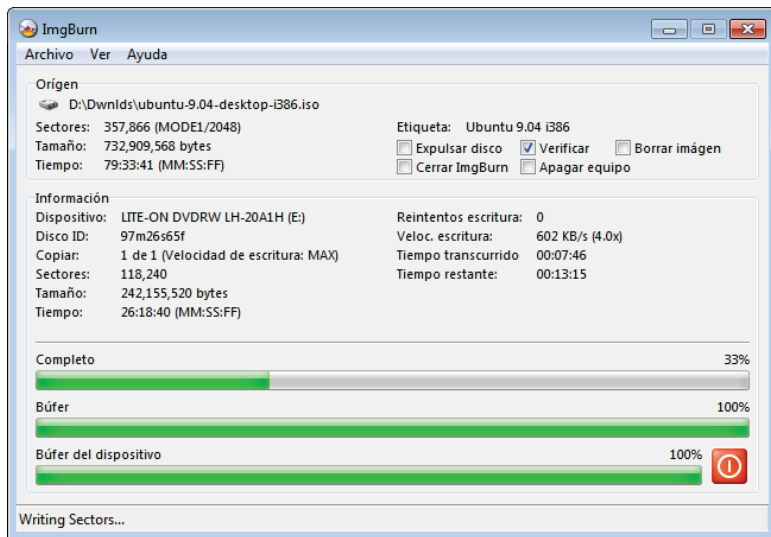 ImgBurn
Archivo Ver Ayuda
Orígen
D:\Dwnlds\ubuntu-9.04-desktop-i386.iso
Sectores: 357,866 (MODE1/2048) Etiqueta: Ubuntu 9.04 i386
Tamaño: 732,909,568 bytes Expulsar disco Verificar Borrar imágen
Tiempo: 79:33:41 (MM:SS:FF) Cerrar ImgBurn Apagar equipo
Información
Dispositivo: LITE-ON DVDRW LH-20A1H (E:) Reintentos escritura: 0
Disco ID: 97m26s65f Veloc. escritura: 602 KB/s (4.0x)
Copiar: 1 de 1 (Velocidad de escritura: MAX) Tiempo transcurrido 00:07:46
Sectores: 118,240 Tiempo restante: 00:13:15
Tamaño: 242,155,520 bytes
Tiempo: 26:18:40 (MM:SS:FF)
Completo 33%
Búfer 100%
Búfer del dispositivo 100%
Writing Sectors...